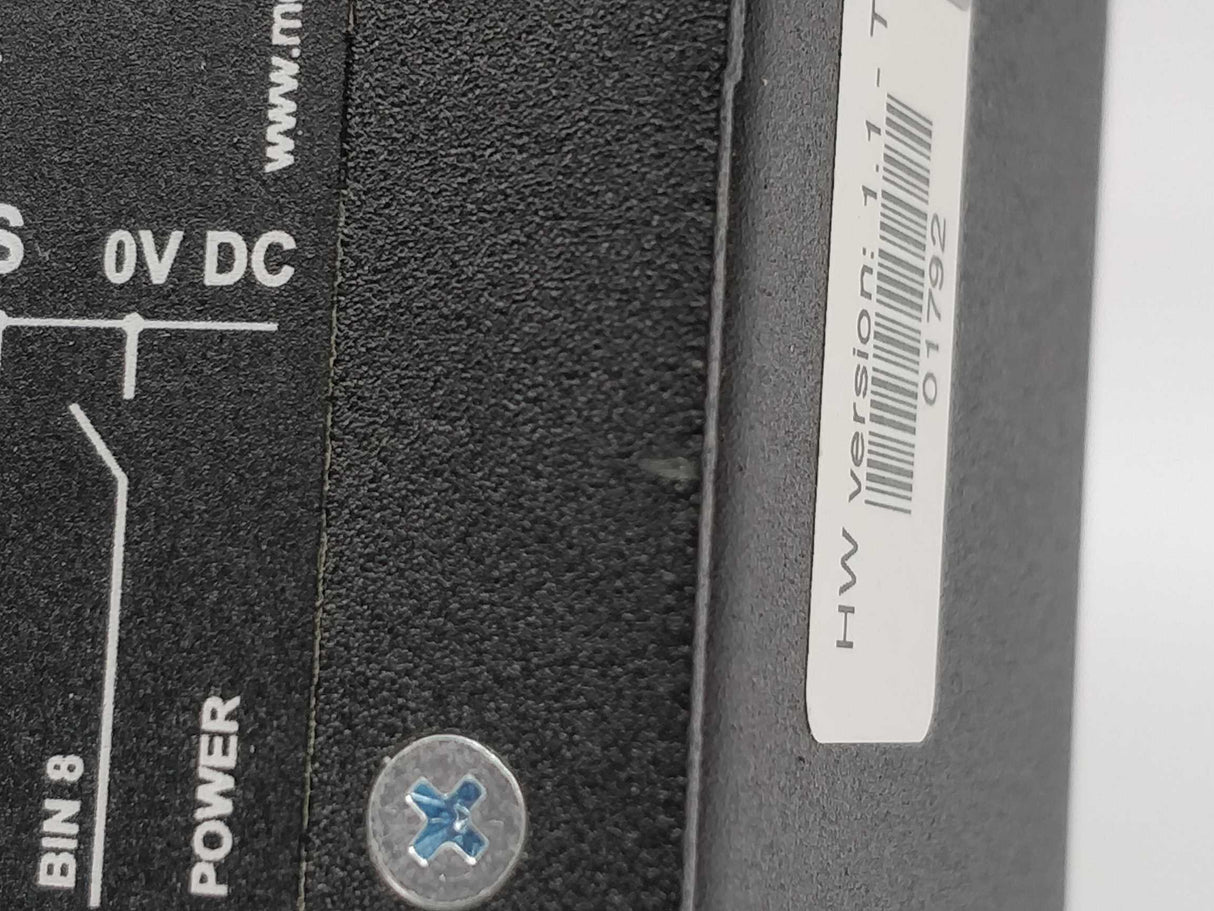 www.m
S
0V DC
BIN 8
POWER
HW version: 1.1 - T
01792